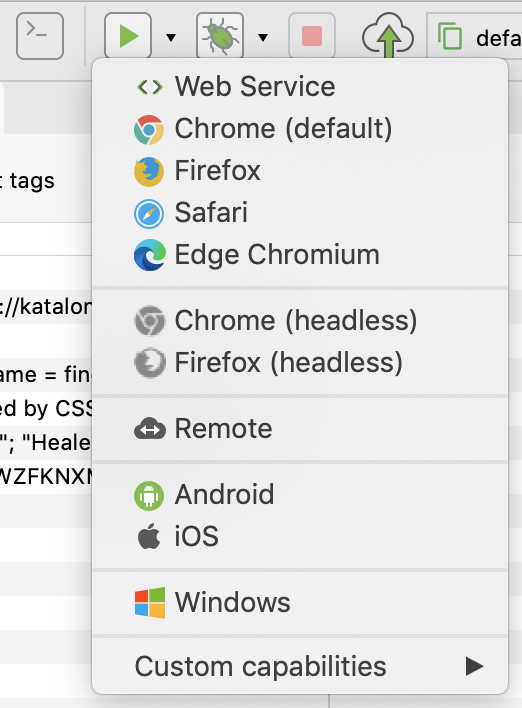 defa
Web Service
Chrome (default)
t tags
Firefox
Safari
Edge Chromium
://katalon
Chrome (headless)
Firefox (headless)
ame = fin
ed by CSS
Remote
"; "Heale
WZFKNXM
Android
iOS
Windows
Custom capabilities